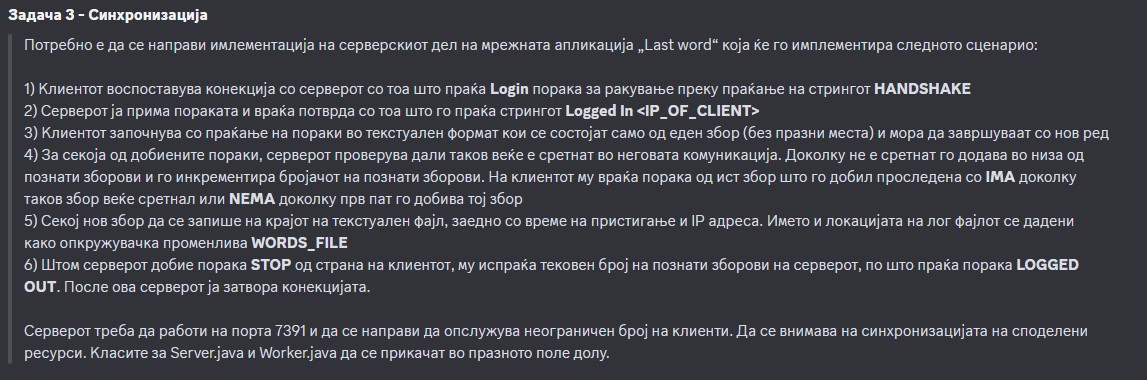 Задача 3 - Синхронизација
Потребно е да се направи имлементација на серверскиот дел на мрежната апликација „Last word“ која ќе го имплементира следното сценарио:
1) Клиентот воспоставува конекција со серверот со тоа што праќа Login порака за ракување преку праќање на стрингот HANDSHAKE
2) Серверот ја прима пораката и враќа потврда со тоа што го праќа стрингот Logged In <IP_OF_CLIENT>
3) Клиентот започнува со праќање на пораки во текстуален формат кои се состојат само од еден збор (без празни места) и мора да завршуваат со нов ред
4) За секоја од добиените пораки, серверот проверува дали таков веќе е сретнат во неговата комуникација. Доколку не е сретнат го додава во низа од
познати зборови и го инкрементира бројачот на познати зборови. На клиентот му враќа порака од ист збор што го добил проследена со IMA доколку
таков збор веќе сретнал или NEMA доколку прв пат го добива тој збор
5) Секој нов збор да се запише на крајот на текстуален фајл, заедно со време на пристигање и IP адреса. Името и локацијата на лог фајлот се дадени
како опкружувачка променлива WORDS_FILE
6) Штом серверот добие порака STOP од страна на клиентот, му испраќа тековен број на познати зборови на серверот, по што праќа порака LOGGED
OUT. После ова серверот ја затвора конекцијата.
Серверот треба да работи на порта 7391 и да се направи да опслужува неограничен број на клиенти. Да се внимава на синхронизацијата на споделени
ресурси. Класите за Server.java и Worker.java да се прикачат во празното поле долу.